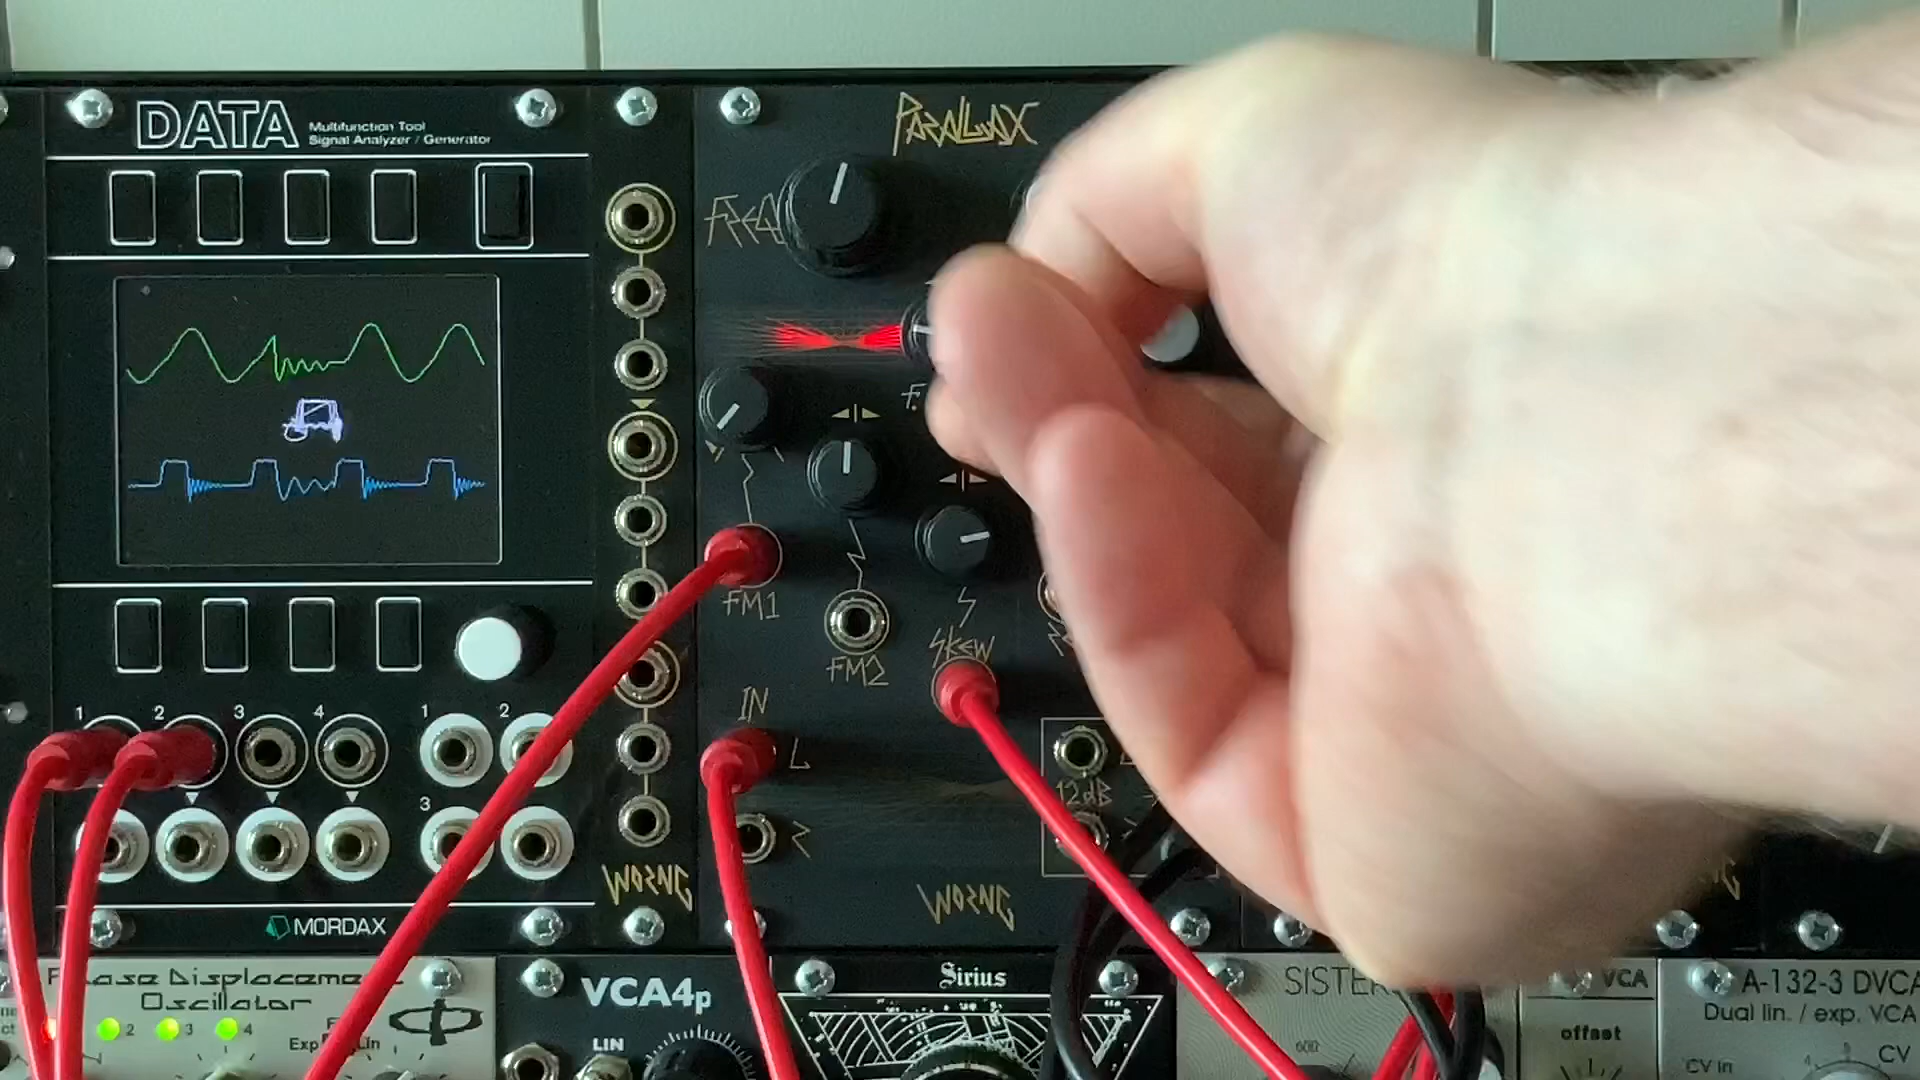 DATA
Multifunction Tool
Signal Analyzer / Generator
PARALLAX
FREQ
FM1
FM2
SKEW
IN
L
R
12dB
1 2 3 4
1 2
3
MORDAX
WORNG
WORNG
Phase Displacement
Oscillator
2 3 4
Exp Lin
VCA4p
LIN
Sirius
SISTER
VCA
offset
A-132-3 DVCA
Dual lin. / exp. VCA
CV In
CV